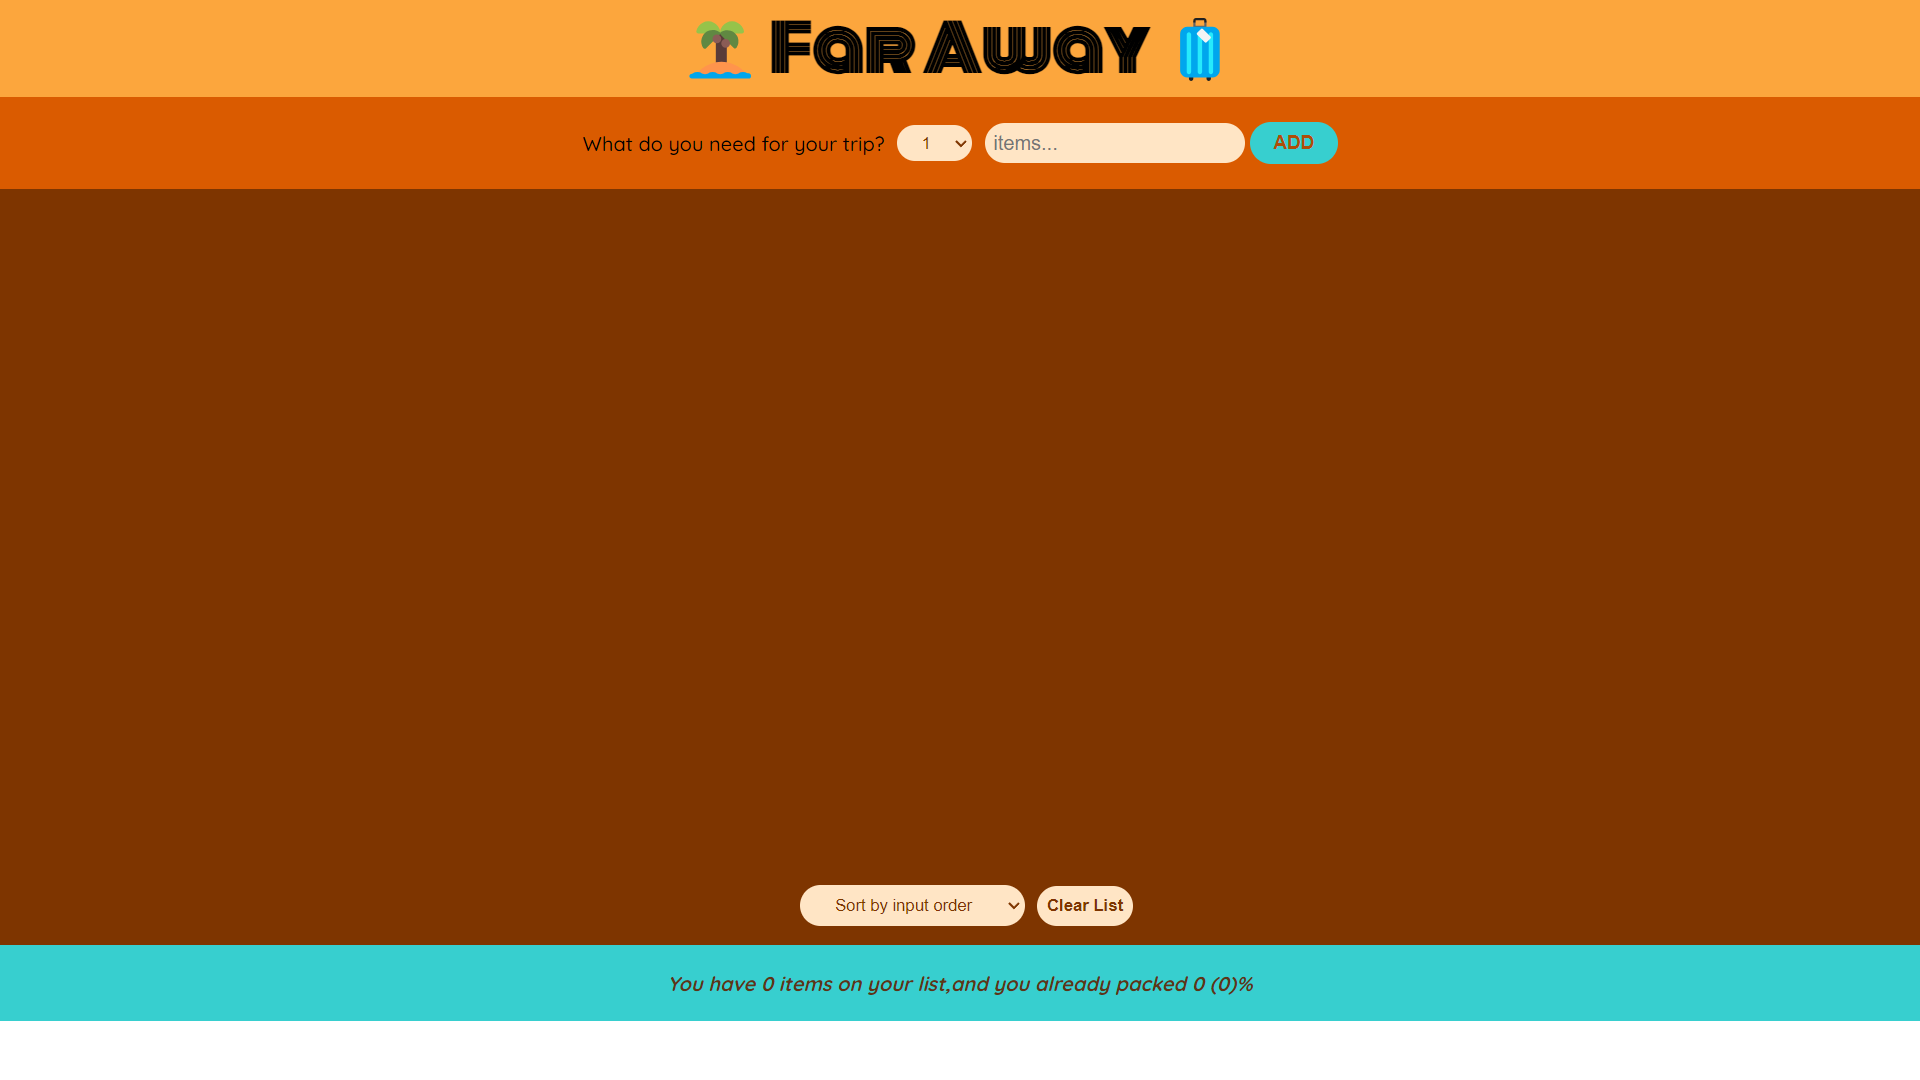 Far Away
What do you need for your trip? 1 items... ADD
Sort by input order Clear List
You have 0 items on your list,and you already packed 0 (0)%